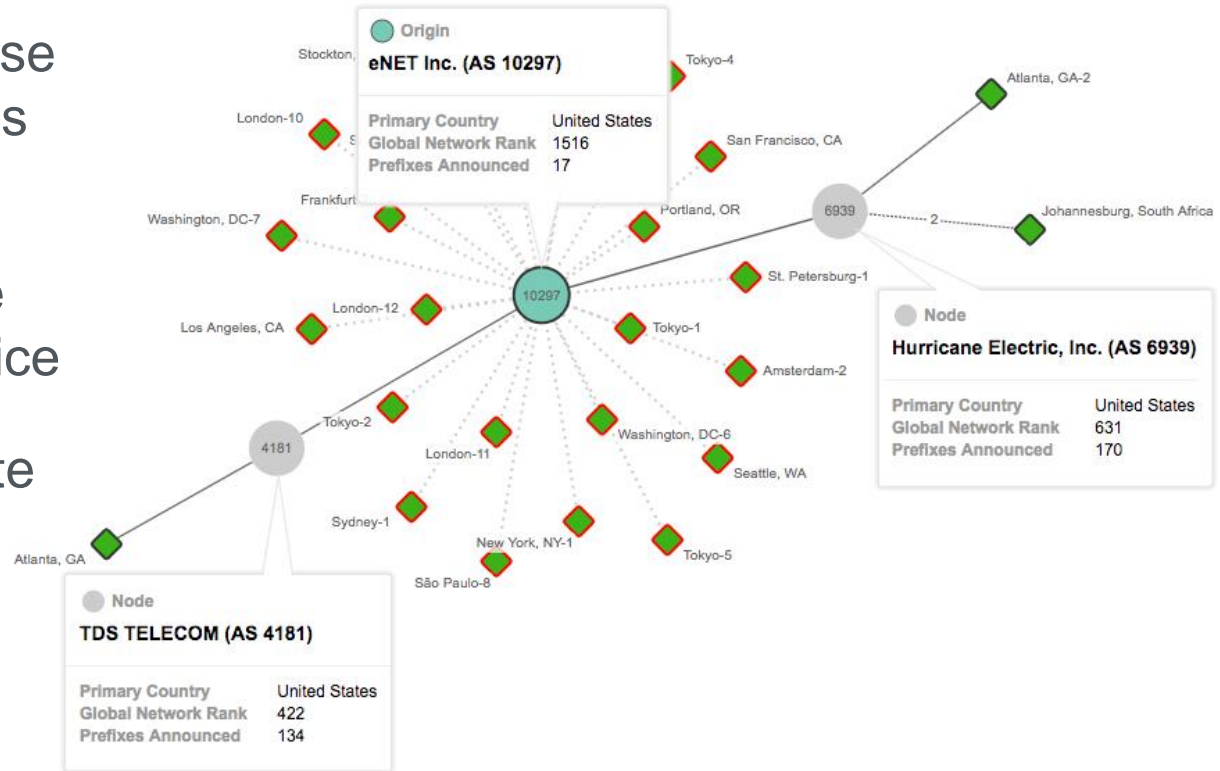 se
s
e
ice
te
Origin
eNET Inc. (AS 10297)
Primary Country United States
Global Network Rank 1516
Prefixes Announced 17
Stockton,
Tokyo-4
Atlanta, GA-2
London-10
S
San Francisco, CA
Frankfurt
Portland, OR
Washington, DC-7
6939
2
Johannesburg, South Africa
10297
St. Petersburg-1
London-12
Los Angeles, CA
Tokyo-1
Amsterdam-2
Node
Hurricane Electric, Inc. (AS 6939)
Primary Country United States
Global Network Rank 631
Prefixes Announced 170
Tokyo-2
4181
London-11
Washington, DC-6
Seattle, WA
Sydney-1
New York, NY-1
Tokyo-5
Atlanta, GA
São Paulo-8
Node
TDS TELECOM (AS 4181)
Primary Country United States
Global Network Rank 422
Prefixes Announced 134